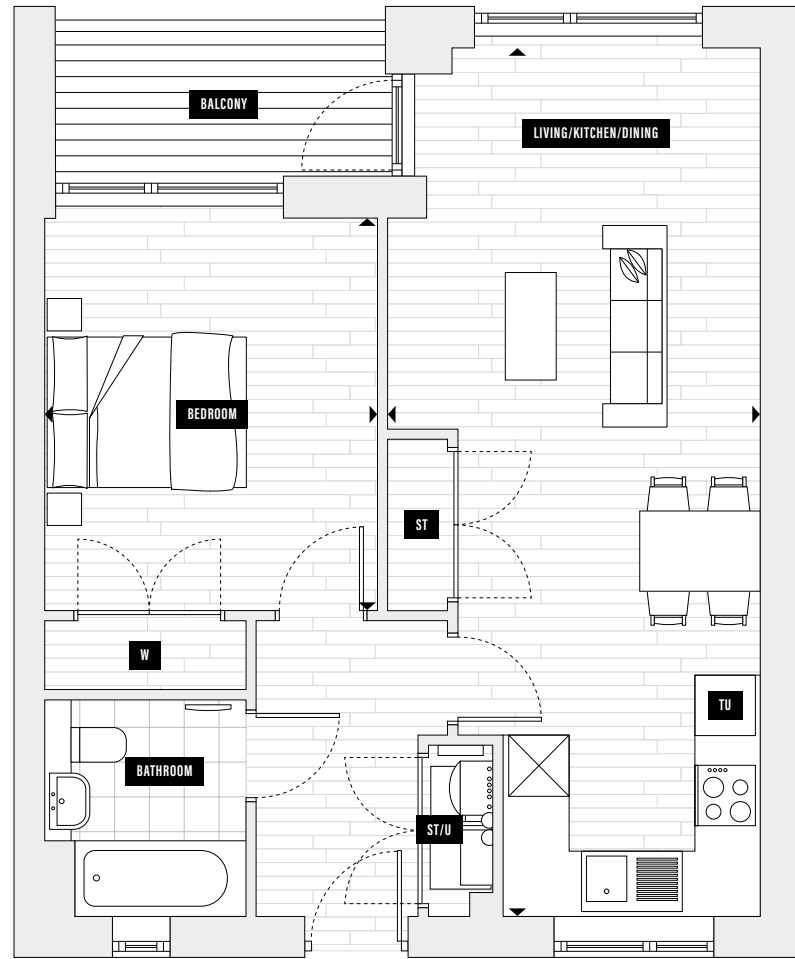 BALCONY
LIVING/KITCHEN/DINING
BEDROOM
ST
W
TU
BATHROOM
ST/U